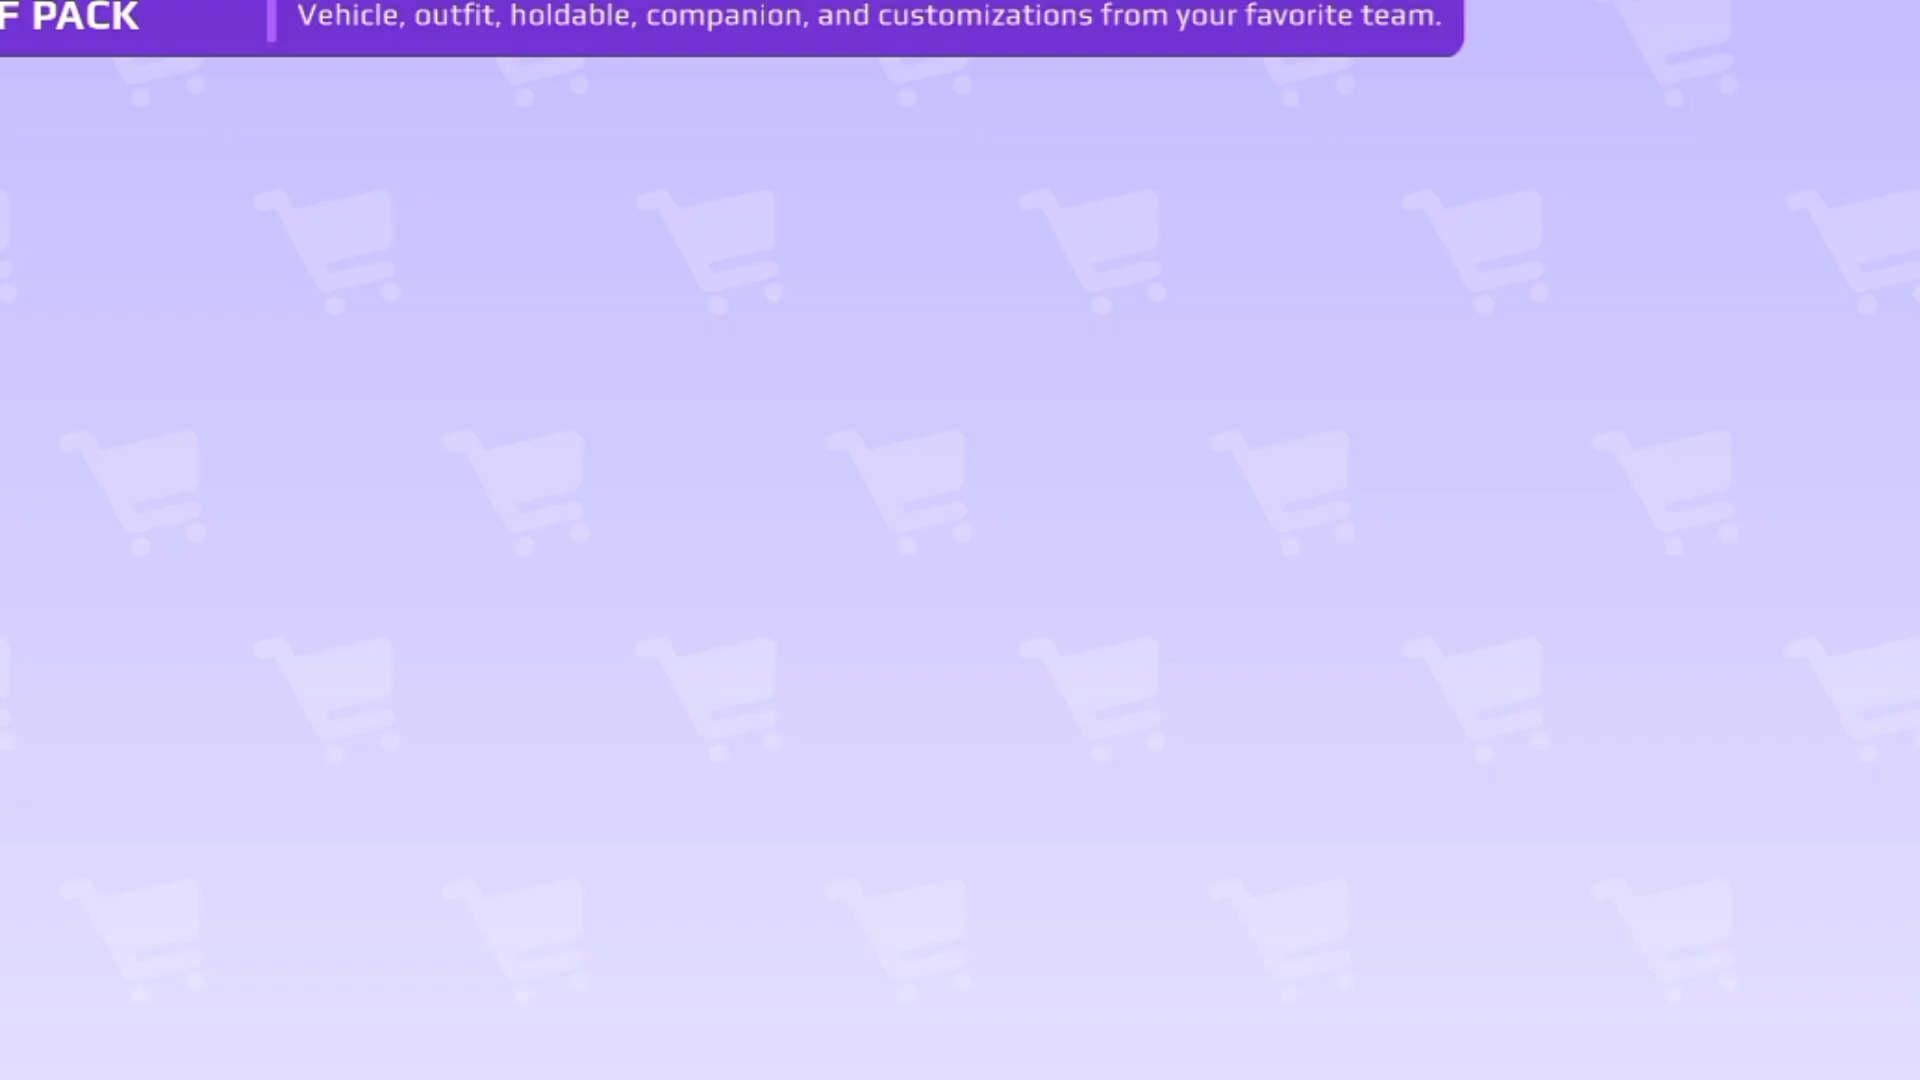 F PACK
Vehicle, outfit, holdable, companion, and customizations from your favorite team.